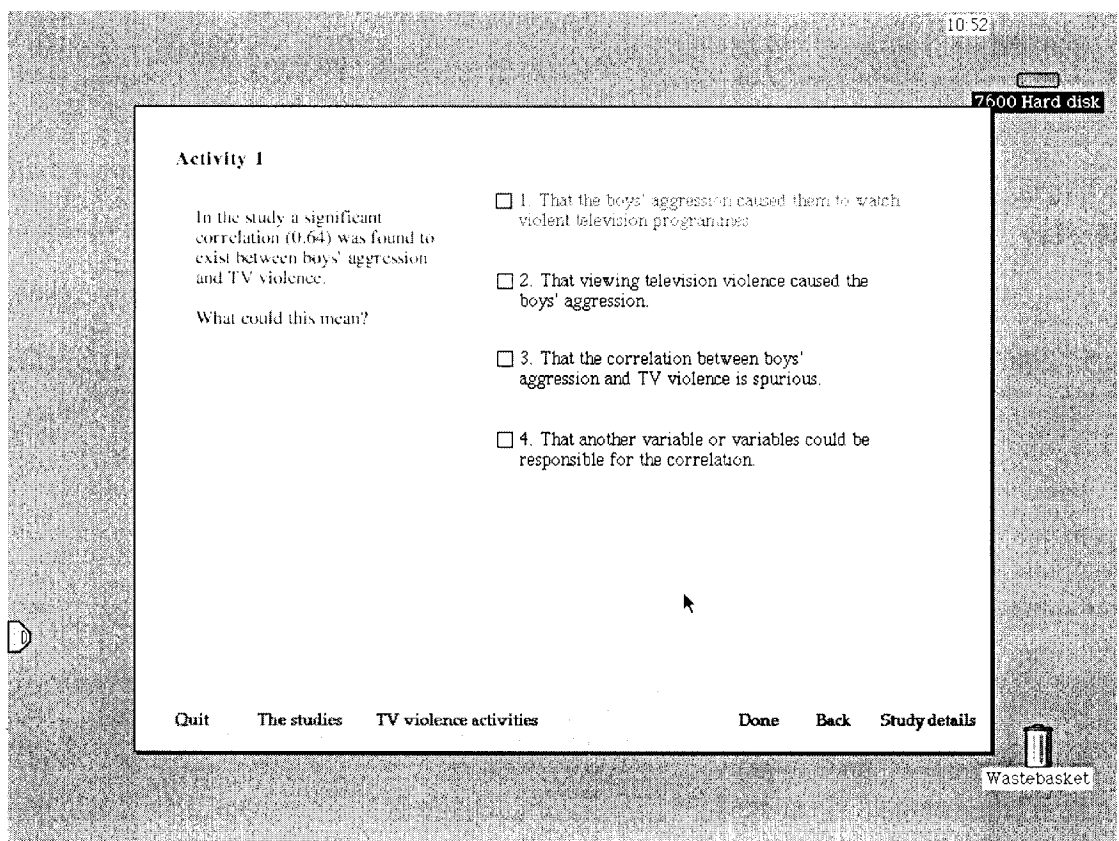 10:52
7600 Hard disk
Activity 1
In the study a significant
correlation (0.64) was found to
exist between boys' aggression
and TV violence.
What could this mean?
1. That the boys' aggression caused them to watch
violent television programmes
2. That viewing television violence caused the
boys' aggression.
3. That the correlation between boys'
aggression and TV violence is spurious.
4. That another variable or variables could be
responsible for the correlation.
Quit The studies TV violence activities Done Back Study details
Wastebasket